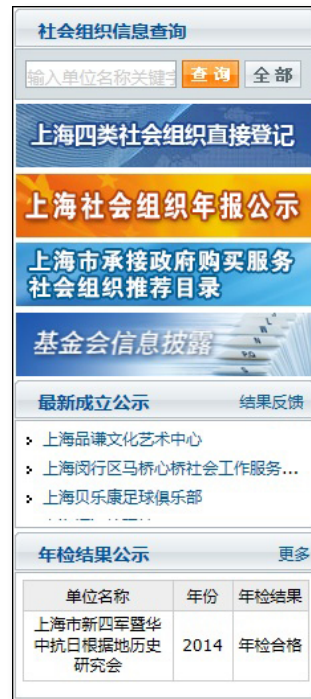 社会组织信息查询
输入单位名称关键字 查询 全部
上海四类社会组织直接登记
上海社会组织年报公示
上海市承接政府购买服务
社会组织推荐目录
基金会信息披露
最新成立公示 结果反馈
上海品谦文化艺术中心
上海闵行区马桥心桥社会工作服务...
上海贝乐康足球俱乐部
年检结果公示 更多
单位名称 年份 年检结果
上海市新四军暨华
中抗日根据地历史
研究会 2014 年检合格